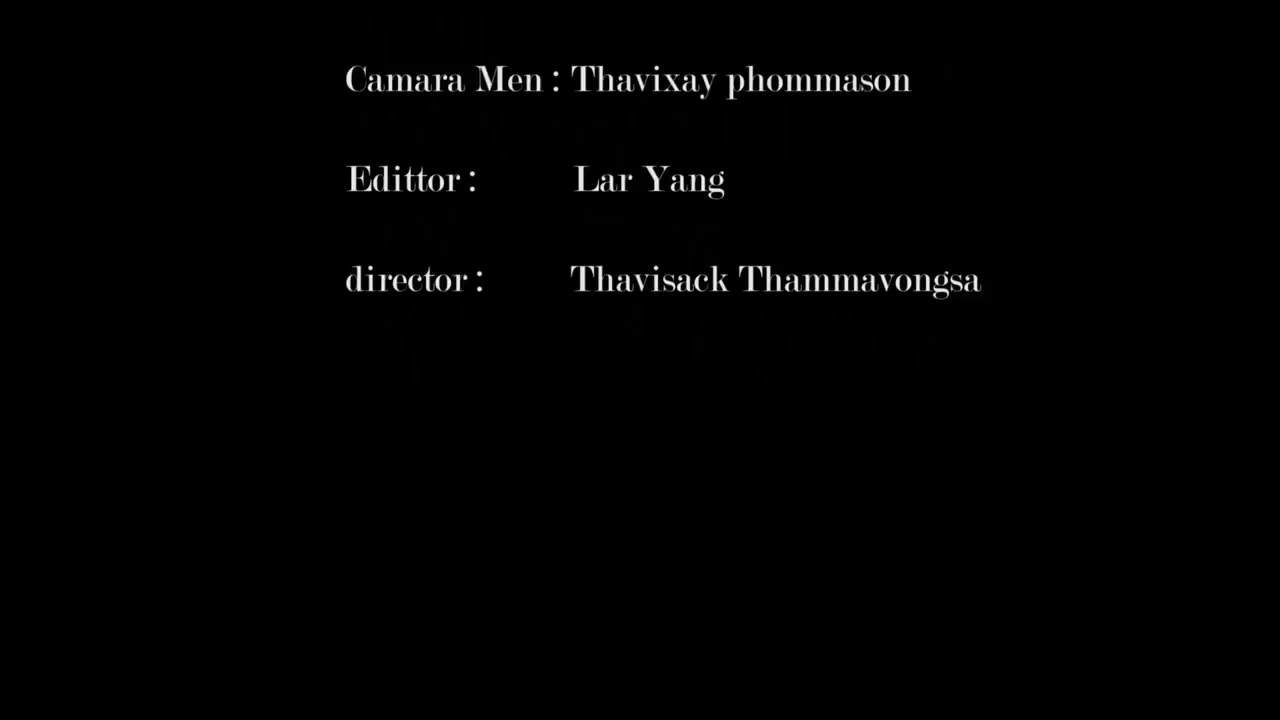 Camara Men : Thavixay phommason
Edittor : Lar Yang
director : Thavisack Thammavongsa